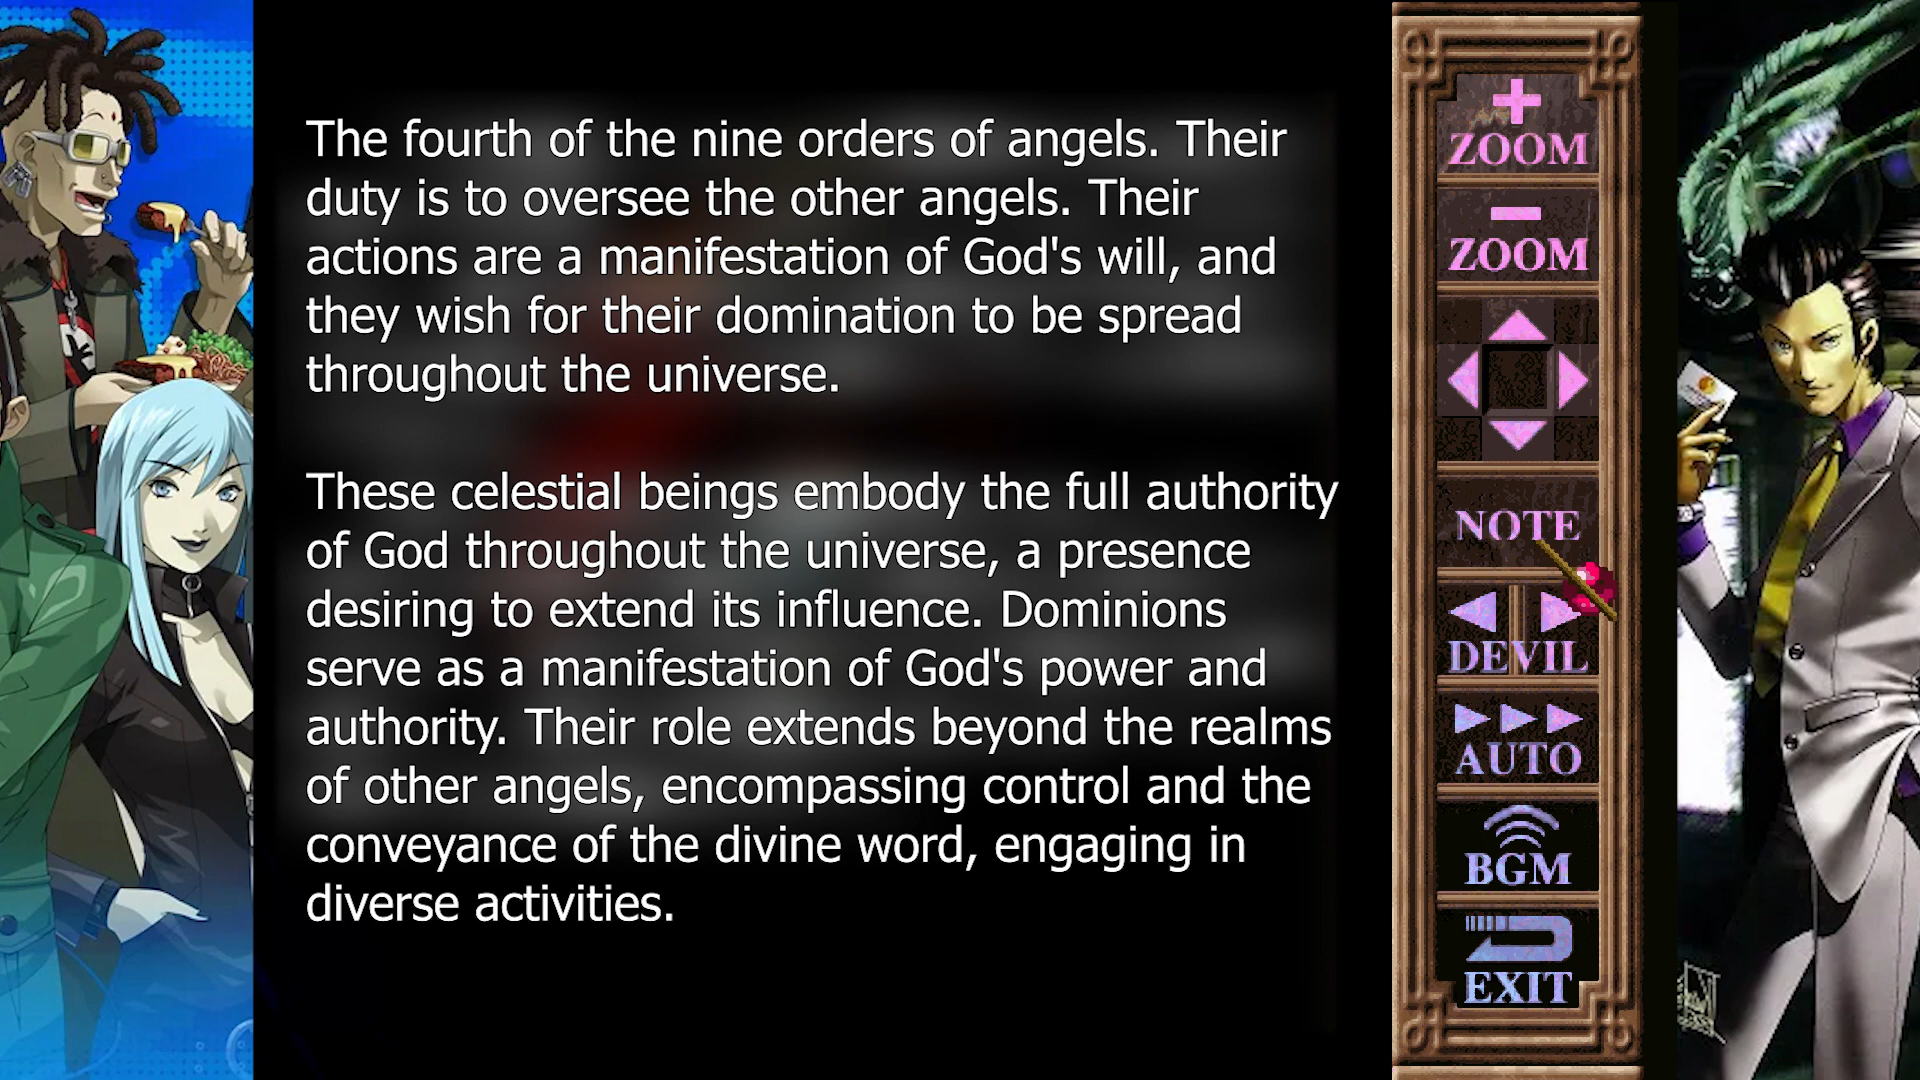 The fourth of the nine orders of angels. Their
duty is to oversee the other angels. Their
actions are a manifestation of God's will, and
they wish for their domination to be spread
throughout the universe.
These celestial beings embody the full authority
of God throughout the universe, a presence
desiring to extend its influence. Dominions
serve as a manifestation of God's power and
authority. Their role extends beyond the realms
of other angels, encompassing control and the
conveyance of the divine word, engaging in
diverse activities.
ZOOM
ZOOM
NOTE
DEVIL
AUTO
BGM
EXIT